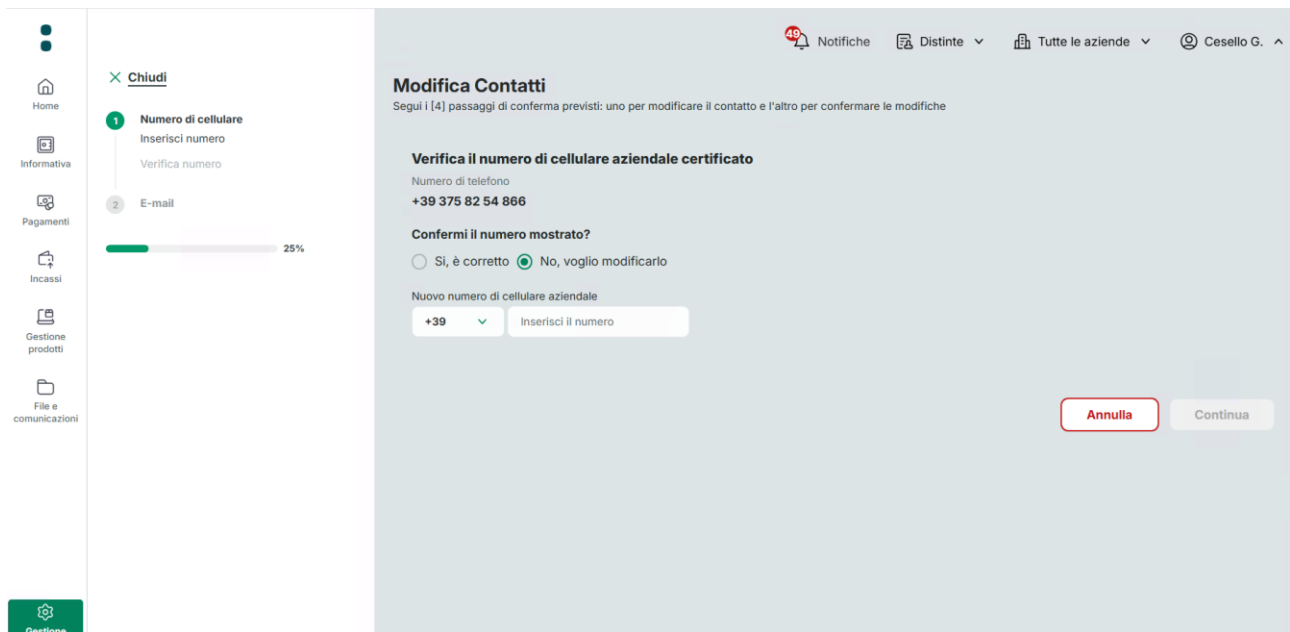 49
Notifiche
Distinte
Tutte le aziende
Cesello G.
Home
Informativa
Pagamenti
Incassi
Gestione
prodotti
File e
comunicazioni
Gestione
Chiudi
1 Numero di cellulare
Inserisci numero
Verifica numero
2 E-mail
25%
Modifica Contatti
Segui i [4] passaggi di conferma previsti: uno per modificare il contatto e l'altro per confermare le modifiche
Verifica il numero di cellulare aziendale certificato
Numero di telefono
+39 375 82 54 866
Confermi il numero mostrato?
Si, è corretto No, voglio modificarlo
Nuovo numero di cellulare aziendale
+39 Inserisci il numero
Annulla Continua